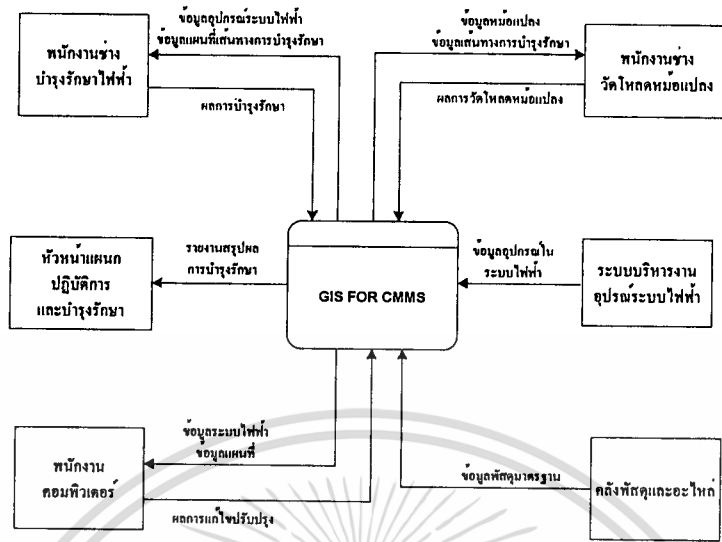 ข้อมูลอุปกรณ์ระบบไฟฟ้า
ข้อมูลแผนที่เส้นทางการบำรุงรักษา
ข้อมูลหม้อแปลง
ข้อมูลเส้นทางการบำรุงรักษา
พนักงานช่าง
บำรุงรักษาไฟฟ้า
พนักงานช่าง
วัดโหลดหม้อแปลง
ผลการบำรุงรักษา
ผลการวัดโหลดหม้อแปลง
หัวหน้าแผนก
ปฏิบัติการ
และบำรุงรักษา
รายงานสรุปผล
การบำรุงรักษา
GIS FOR CMMS
ข้อมูลอุปกรณ์ใน
ระบบไฟฟ้า
ระบบบริหารงาน
อุปรณ์ระบบไฟฟ้า
พนักงาน
คอมพิวเตอร์
ข้อมูลระบบไฟฟ้า
ข้อมูลแผนที่
ผลการแก้ไขปรับปรุง
ข้อมูลพัสดุมาตรฐาน
คลังพัสดุและอะไหล่